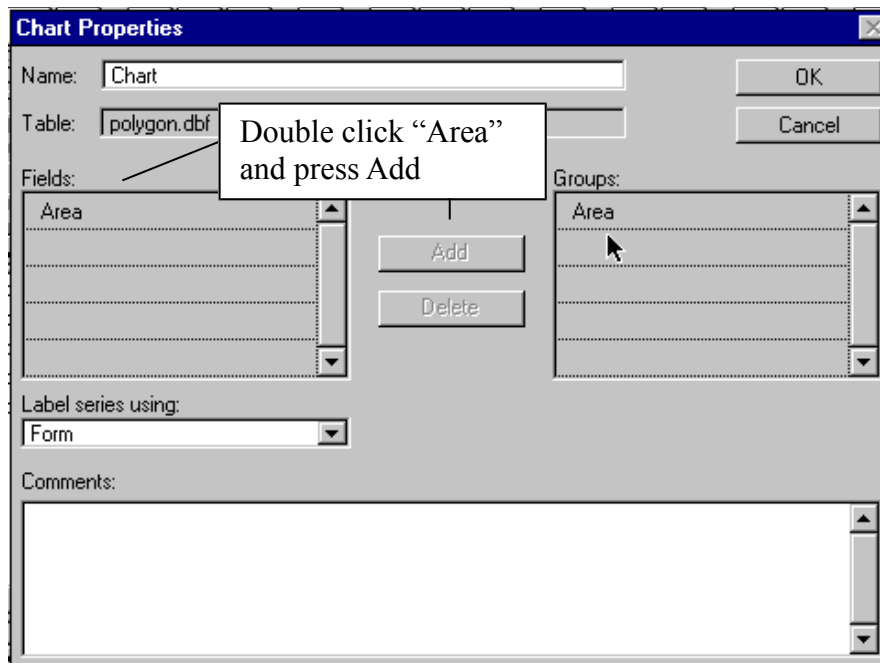 Chart Properties
Name: Chart
OK
Table: polygon.dbf
Cancel
Double click “Area”
and press Add
Fields:
Groups:
Area
Area
Add
Delete
Label series using:
Form
Comments: